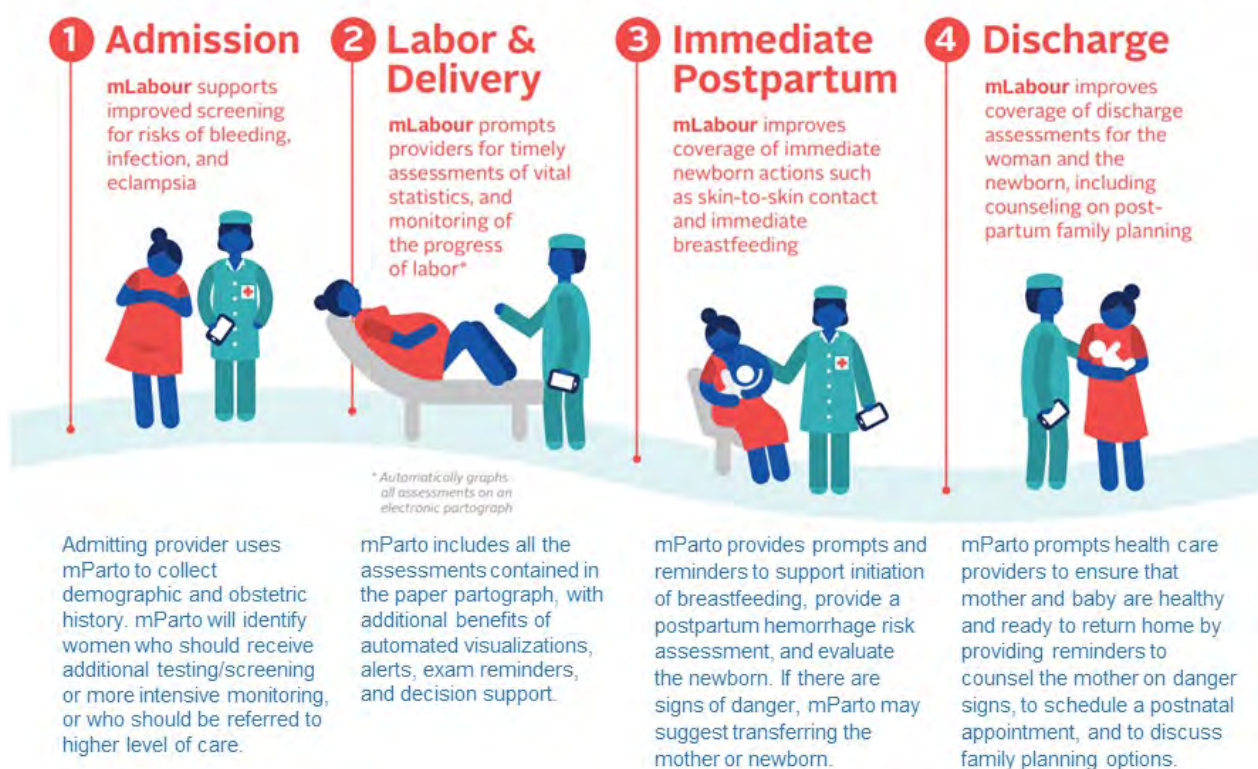 1 Admission
mLabour supports
improved screening
for risks of bleeding,
infection, and
eclampsia
2 Labor &
Delivery
mLabour prompts
providers for timely
assessments of vital
statistics, and
monitoring of
the progress
of labor*
* Automatically graphs
all assessments on an
electronic partograph
3 Immediate
Postpartum
mLabour improves
coverage of immediate
newborn actions such
as skin-to-skin contact
and immediate
breastfeeding
4 Discharge
mLabour improves
coverage of discharge
assessments for the
woman and the
newborn, including
counseling on post-
partum family planning
Admitting provider uses
mParto to collect
demographic and obstetric
history. mParto will identify
women who should receive
additional testing/screening
or more intensive monitoring,
or who should be referred to
higher level of care.
mParto includes all the
assessments contained in
the paper partograph, with
additional benefits of
automated visualizations,
alerts, exam reminders,
and decision support.
mParto provides prompts and
reminders to support initiation
of breastfeeding, provide a
postpartum hemorrhage risk
assessment, and evaluate
the newborn. If there are
signs of danger, mParto may
suggest transferring the
mother or newborn.
mParto prompts health care
providers to ensure that
mother and baby are healthy
and ready to return home by
providing reminders to
counsel the mother on danger
signs, to schedule a postnatal
appointment, and to discuss
family planning options.